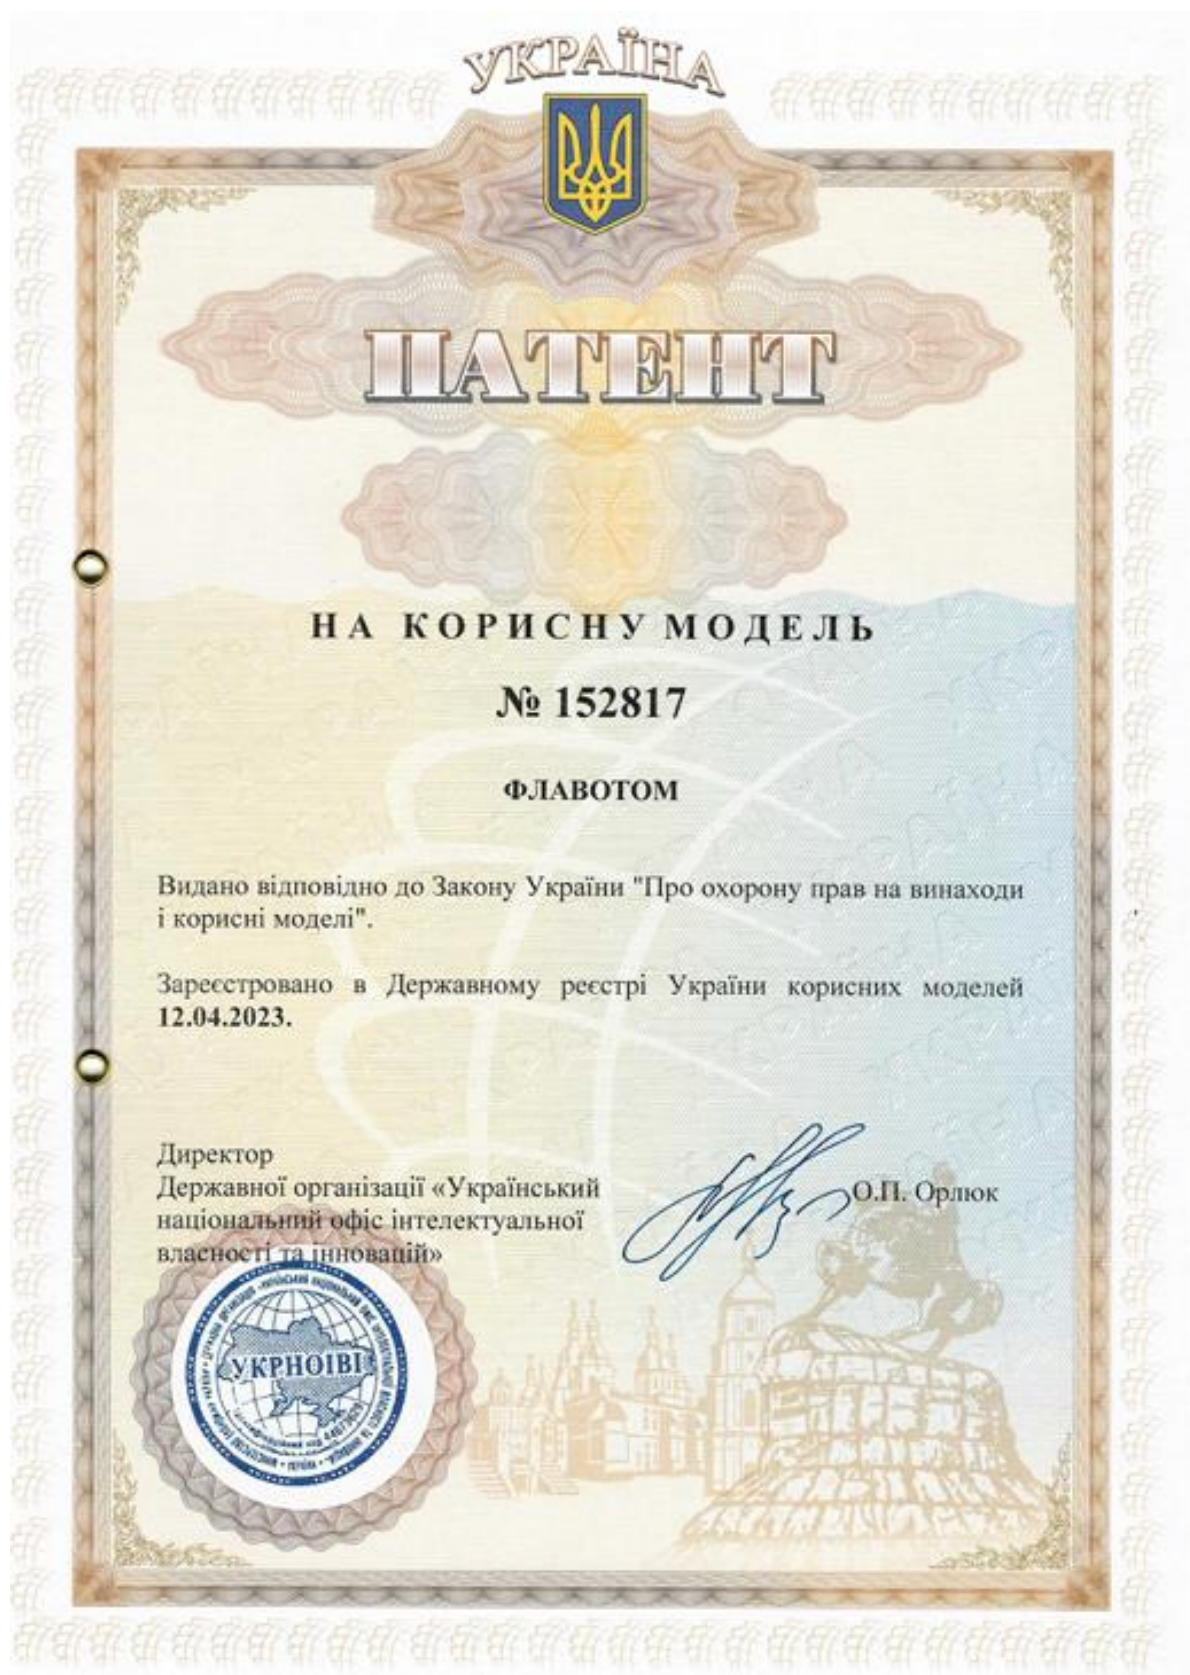 УКРАЇНА
ПАТЕНТ
НА КОРИСНУ МОДЕЛЬ
№ 152817
ФЛАВОТОМ
Видано відповідно до Закону України "Про охорону прав на винаходи
і корисні моделі".
Зареєстровано в Державному реєстрі України корисних моделей
12.04.2023.
Директор
Державної організації «Український
національний офіс інтелектуальної
власності та інновацій»
О.П. Орлюк
УКРНОІВІ